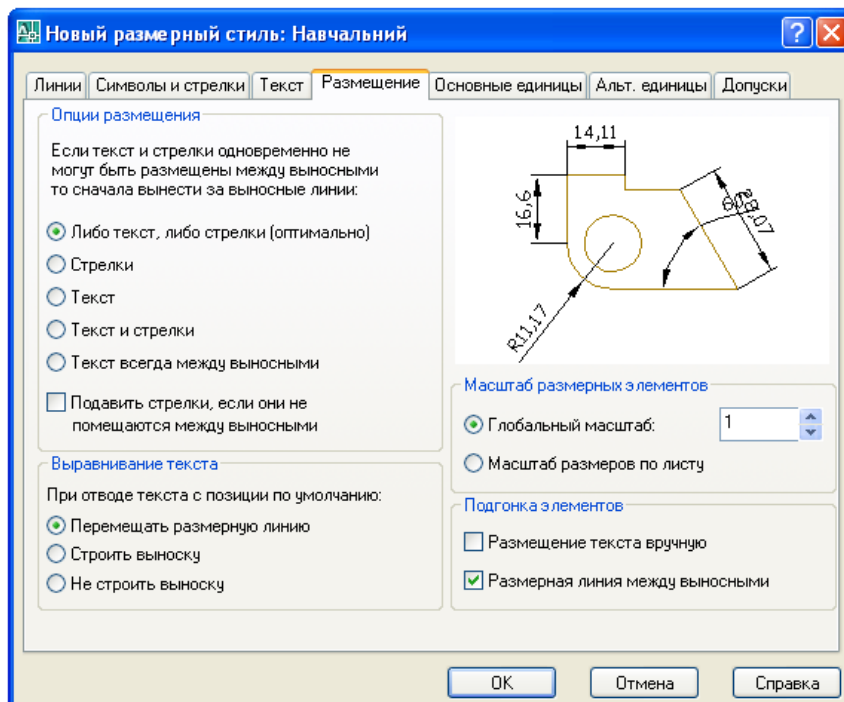 Новый размерный стиль: Навчальний
Линии Символы и стрелки Текст Размещение Основные единицы Альт. единицы Допуски
Опции размещения
Если текст и стрелки одновременно не
могут быть размещены между выносными
то сначала вынести за выносные линии:
Либо текст, либо стрелки (оптимально)
Стрелки
Текст
Текст и стрелки
Текст всегда между выносными
Подавить стрелки, если они не
помещаются между выносными
Выравнивание текста
При отводе текста с позиции по умолчанию:
Перемещать размерную линию
Строить выноску
Не строить выноску
14,11
16,6
R11,17
Масштаб размерных элементов
Глобальный масштаб: 1
Масштаб размеров по листу
Подгонка элементов
Размещение текста вручную
Размерная линия между выносными
OK Отмена Справка